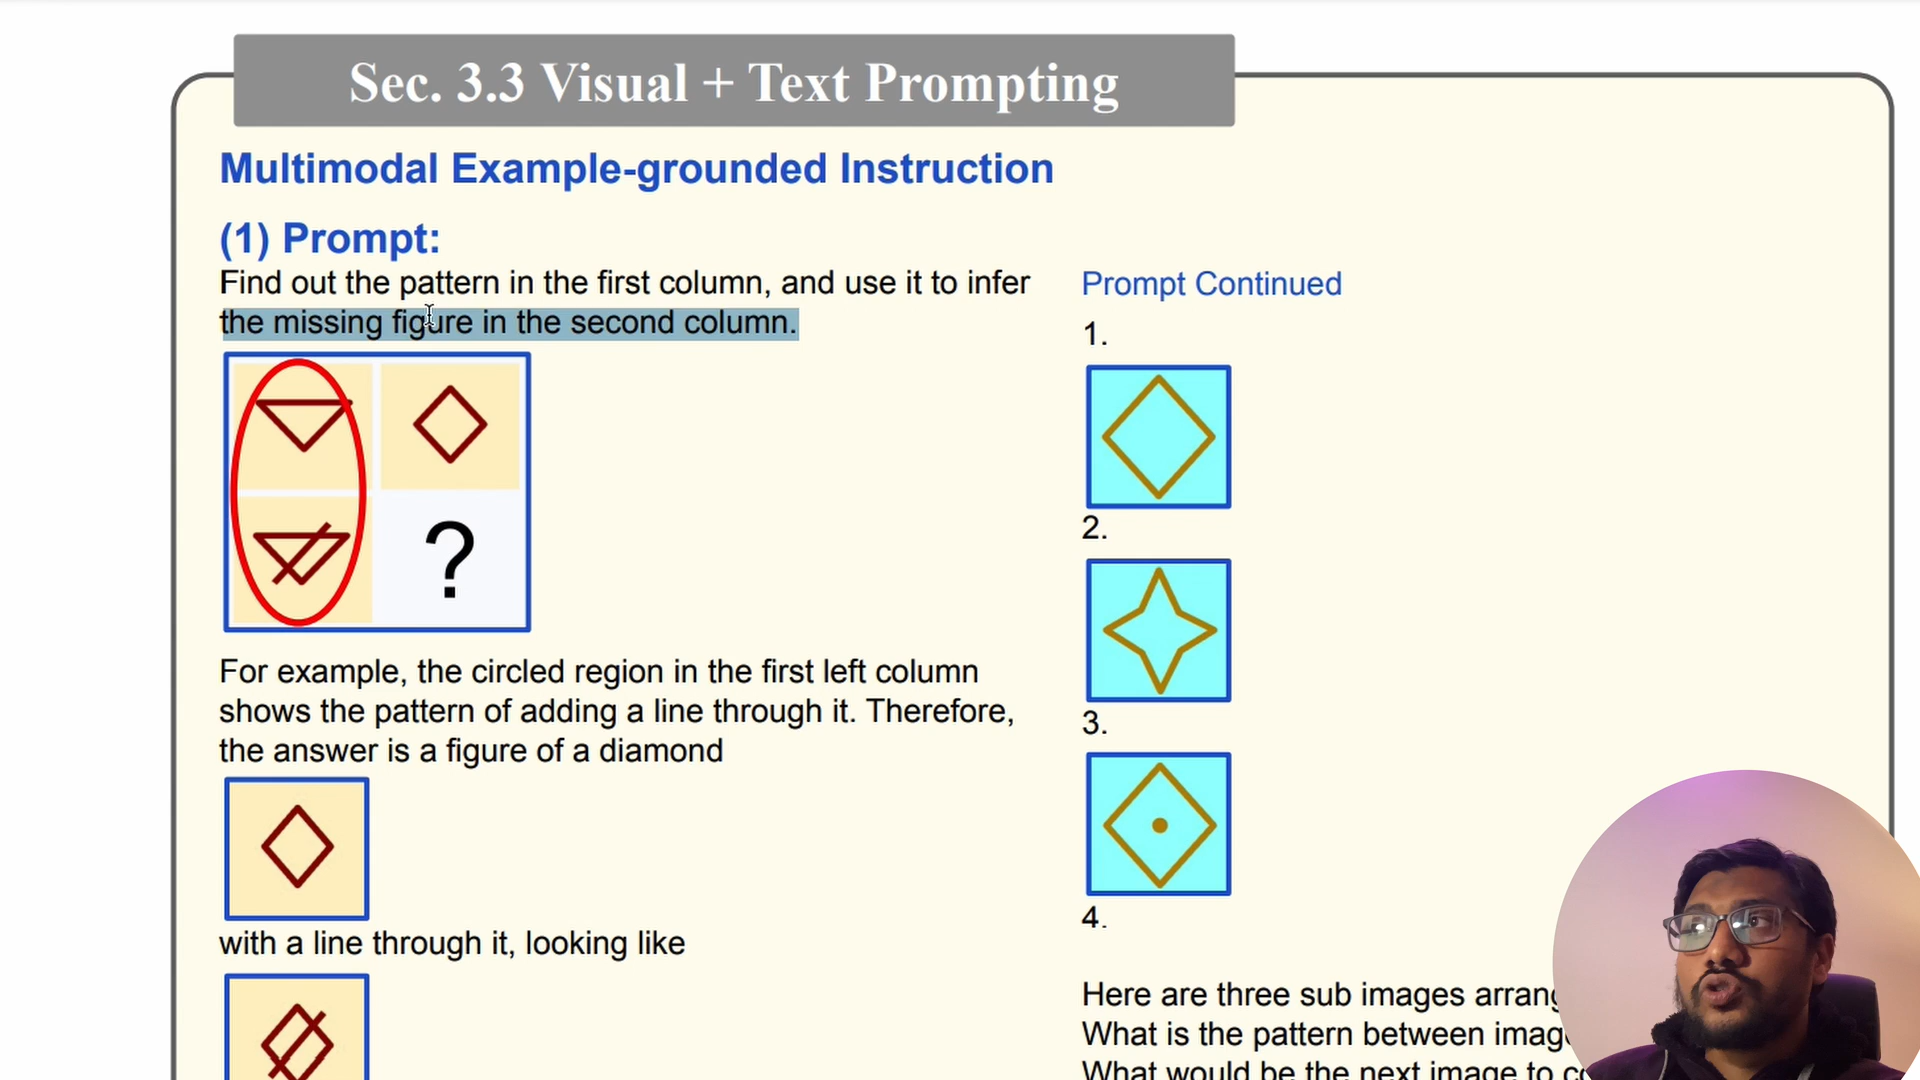 Sec. 3.3 Visual + Text Prompting
Multimodal Example-grounded Instruction
(1) Prompt:
Find out the pattern in the first column, and use it to infer
the missing figure in the second column.
?
For example, the circled region in the first left column
shows the pattern of adding a line through it. Therefore,
the answer is a figure of a diamond
with a line through it, looking like
Prompt Continued
1.
2.
3.
4.
Here are three sub images
What is the pattern between
What would be the next image to